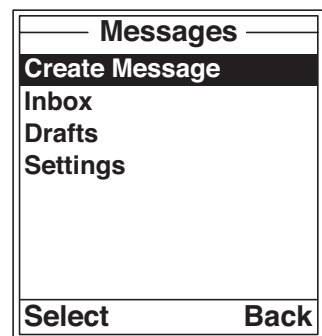 Messages
Create Message
Inbox
Drafts
Settings
Select Back